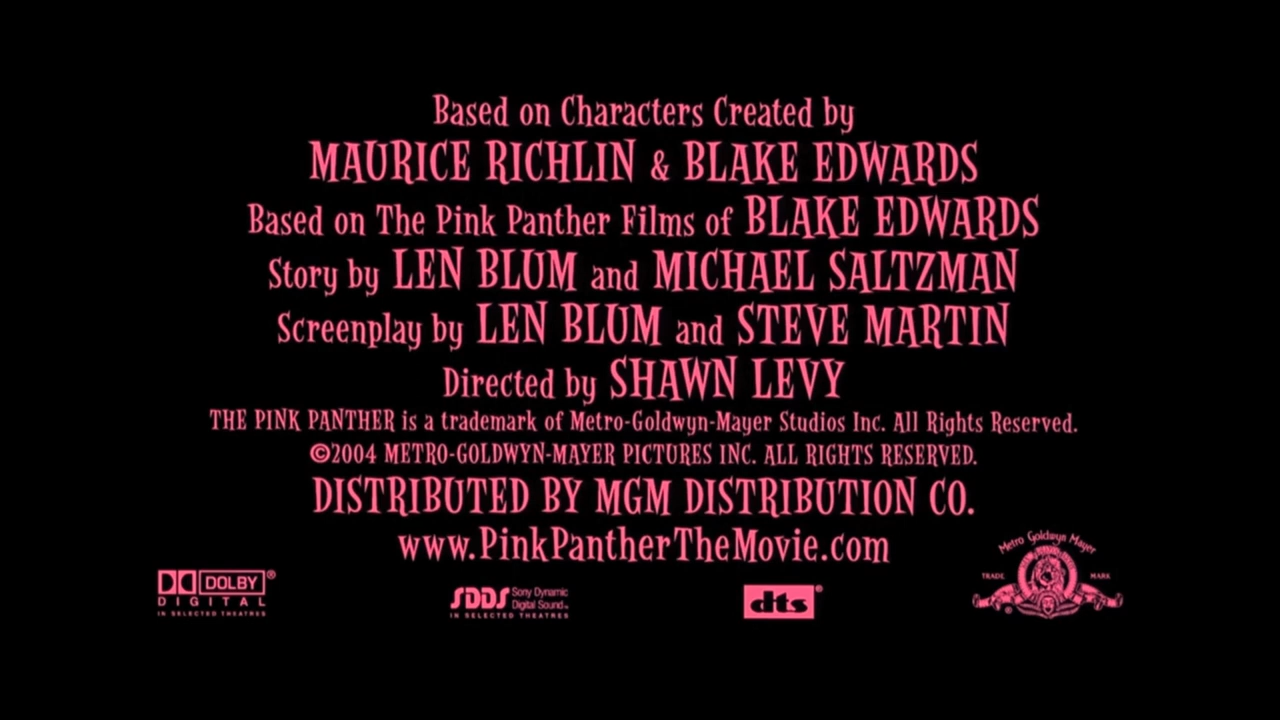 Based on Characters Created by
MAURICE RICHLIN & BLAKE EDWARDS
Based on The Pink Panther Films of BLAKE EDWARDS
Story by LEN BLUM and MICHAEL SALTZMAN
Screenplay by LEN BLUM and STEVE MARTIN
Directed by SHAWN LEVY
THE PINK PANTHER is a trademark of Metro-Goldwyn-Mayer Studios Inc. All Rights Reserved.
©2004 METRO-GOLDWYN-MAYER PICTURES INC. ALL RIGHTS RESERVED.
DISTRIBUTED BY MGM DISTRIBUTION CO.
www.PinkPantherTheMovie.com
DOLBY®
DIGITAL
IN SELECTED THEATRES
SDDS Sony Dynamic
Digital Sound™
IN SELECTED THEATRES
dts®
Metro Goldwyn Mayer
TRADE MARK
®